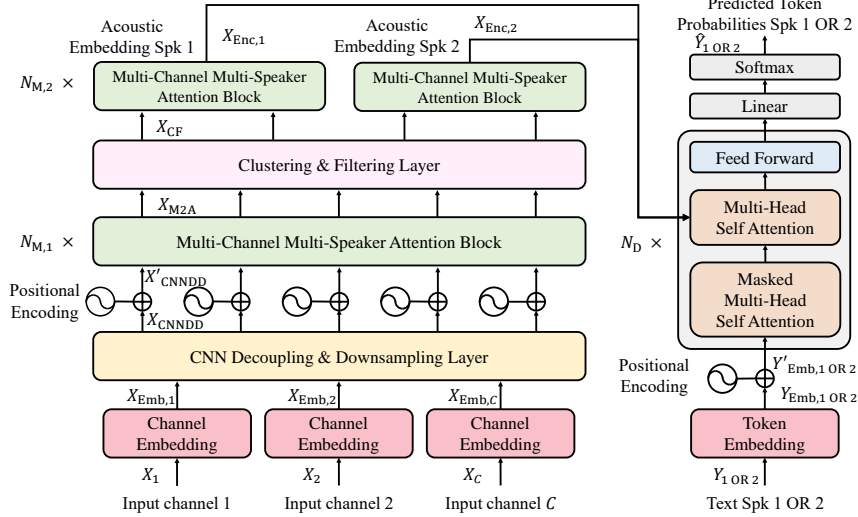 Acoustic
Embedding Spk 1
X_Enc,1
Acoustic
Embedding Spk 2
X_Enc,2
N_M,2 ×
Multi-Channel Multi-Speaker
Attention Block
Multi-Channel Multi-Speaker
Attention Block
X_CF
Clustering & Filtering Layer
X_M2A
N_M,1 ×
Multi-Channel Multi-Speaker Attention Block
X'_CNNDD
Positional
Encoding
X_CNNDD
CNN Decoupling & Downsampling Layer
X_Emb,1
X_Emb,2
X_Emb,C
Channel
Embedding
Channel
Embedding
Channel
Embedding
X_1
X_2
X_C
Input channel 1
Input channel 2
Input channel C
Predicted Token
Probabilities Spk 1 OR 2
Ŷ_1 OR 2
Softmax
Linear
Feed Forward
Multi-Head
Self Attention
N_D ×
Masked
Multi-Head
Self Attention
Positional
Encoding
Y'_Emb,1 OR 2
Y_Emb,1 OR 2
Token
Embedding
Y_1 OR 2
Text Spk 1 OR 2